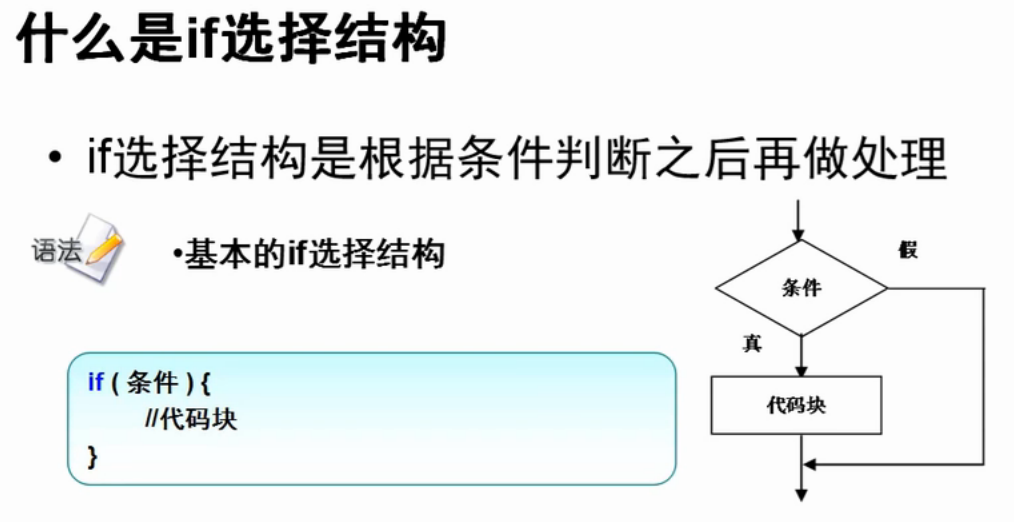 什么是if选择结构
• if选择结构是根据条件判断之后再做处理
语法
•基本的if选择结构
if ( 条件 ) {
//代码块
}
假
条件
真
代码块